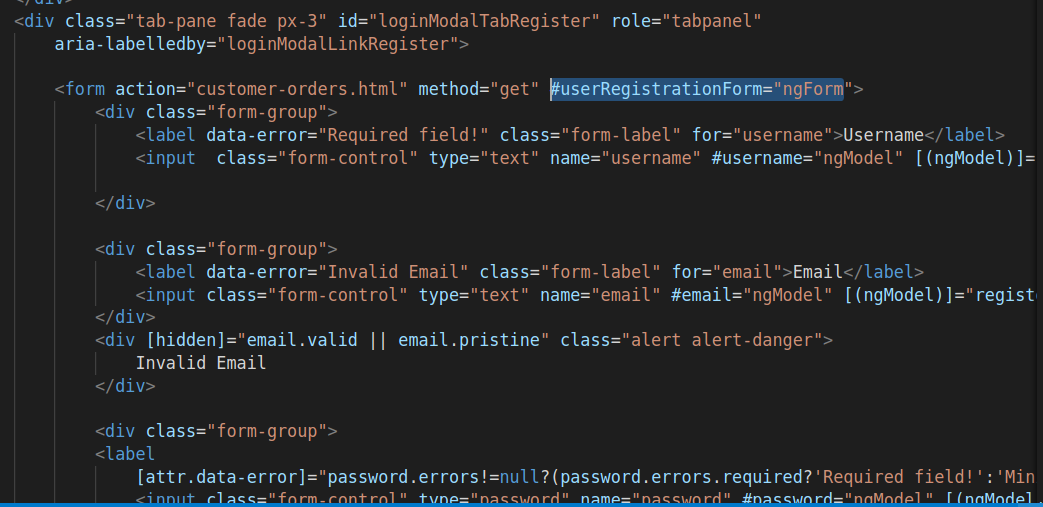 </div>
<div class="tab-pane fade px-3" id="loginModalTabRegister" role="tabpanel"
aria-labelledby="loginModalLinkRegister">
<form action="customer-orders.html" method="get" #userRegistrationForm="ngForm">
<div class="form-group">
<label data-error="Required field!" class="form-label" for="username">Username</label>
<input  class="form-control" type="text" name="username" #username="ngModel" [(ngModel)]=
</div>
<div class="form-group">
<label data-error="Invalid Email" class="form-label" for="email">Email</label>
<input class="form-control" type="text" name="email" #email="ngModel" [(ngModel)]="regist
</div>
<div [hidden]="email.valid || email.pristine" class="alert alert-danger">
Invalid Email
</div>
<div class="form-group">
<label
[attr.data-error]="password.errors!=null?(password.errors.required?'Required field!':'Min
<input class="form-control" type="password" name="password" #password="ngModel" [(ngModel